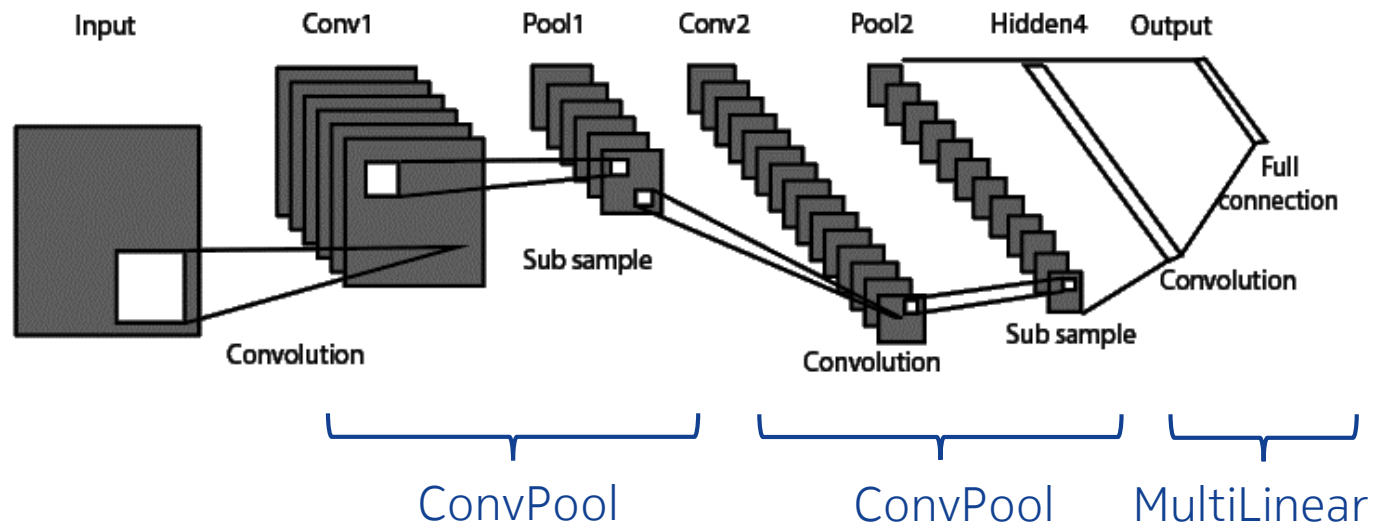 Input
Conv1
Pool1
Conv2
Pool2
Hidden4
Output
Full
connection
Sub sample
Convolution
Sub sample
Convolution
Convolution
ConvPool
ConvPool
MultiLinear